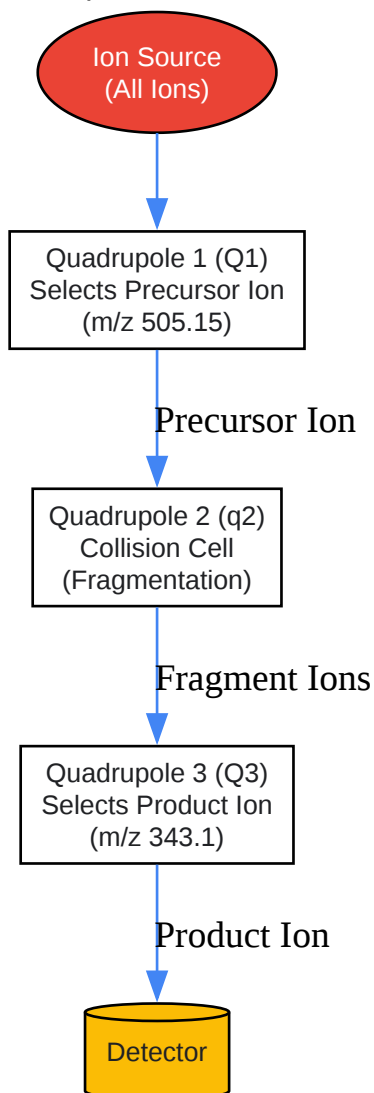 Ion Source
(All Ions)
Quadrupole 1 (Q1)
Selects Precursor Ion
(m/z 505.15)
Precursor Ion
Quadrupole 2 (q2)
Collision Cell
(Fragmentation)
Fragment Ions
Quadrupole 3 (Q3)
Selects Product Ion
(m/z 343.1)
Product Ion
Detector